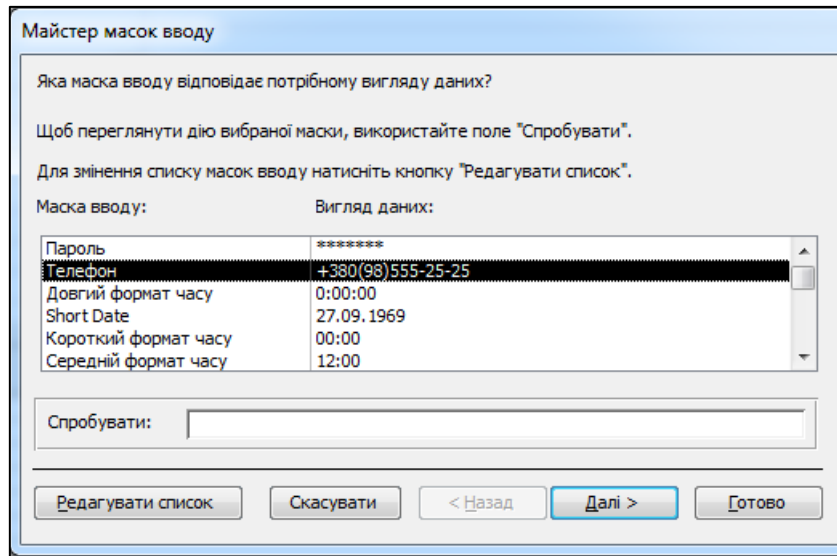 Майстер масок вводу
Яка маска вводу відповідає потрібному вигляду даних?
Щоб переглянути дію вибраної маски, використайте поле "Спробувати".
Для змінення списку масок вводу натисніть кнопку "Редагувати список".
Маска вводу: Вигляд даних:
Пароль *******
Телефон +380(98)555-25-25
Довгий формат часу 0:00:00
Short Date 27.09.1969
Короткий формат часу 00:00
Середній формат часу 12:00
Спробувати:
Редагувати список Скасувати < Назад Далі > Готово